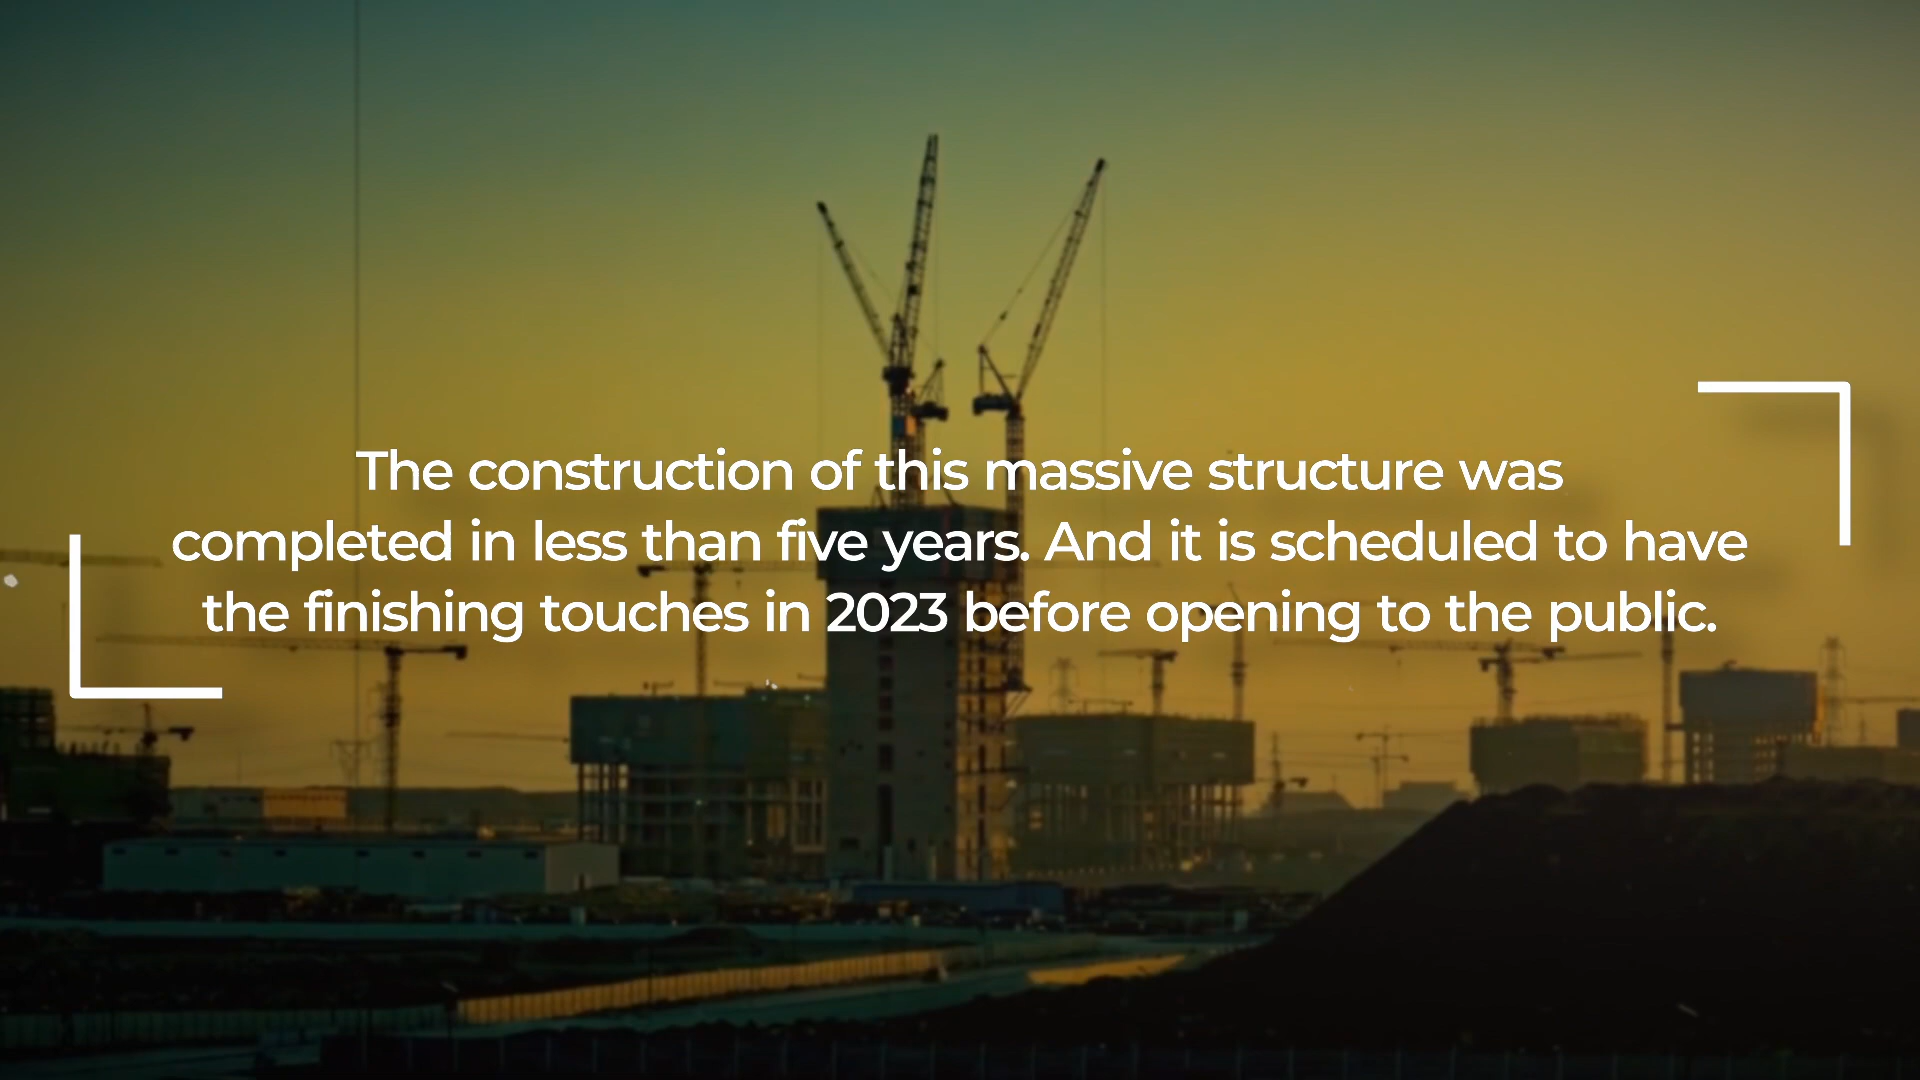 The construction of this massive structure was
completed in less than five years. And it is scheduled to have
the finishing touches in 2023 before opening to the public.